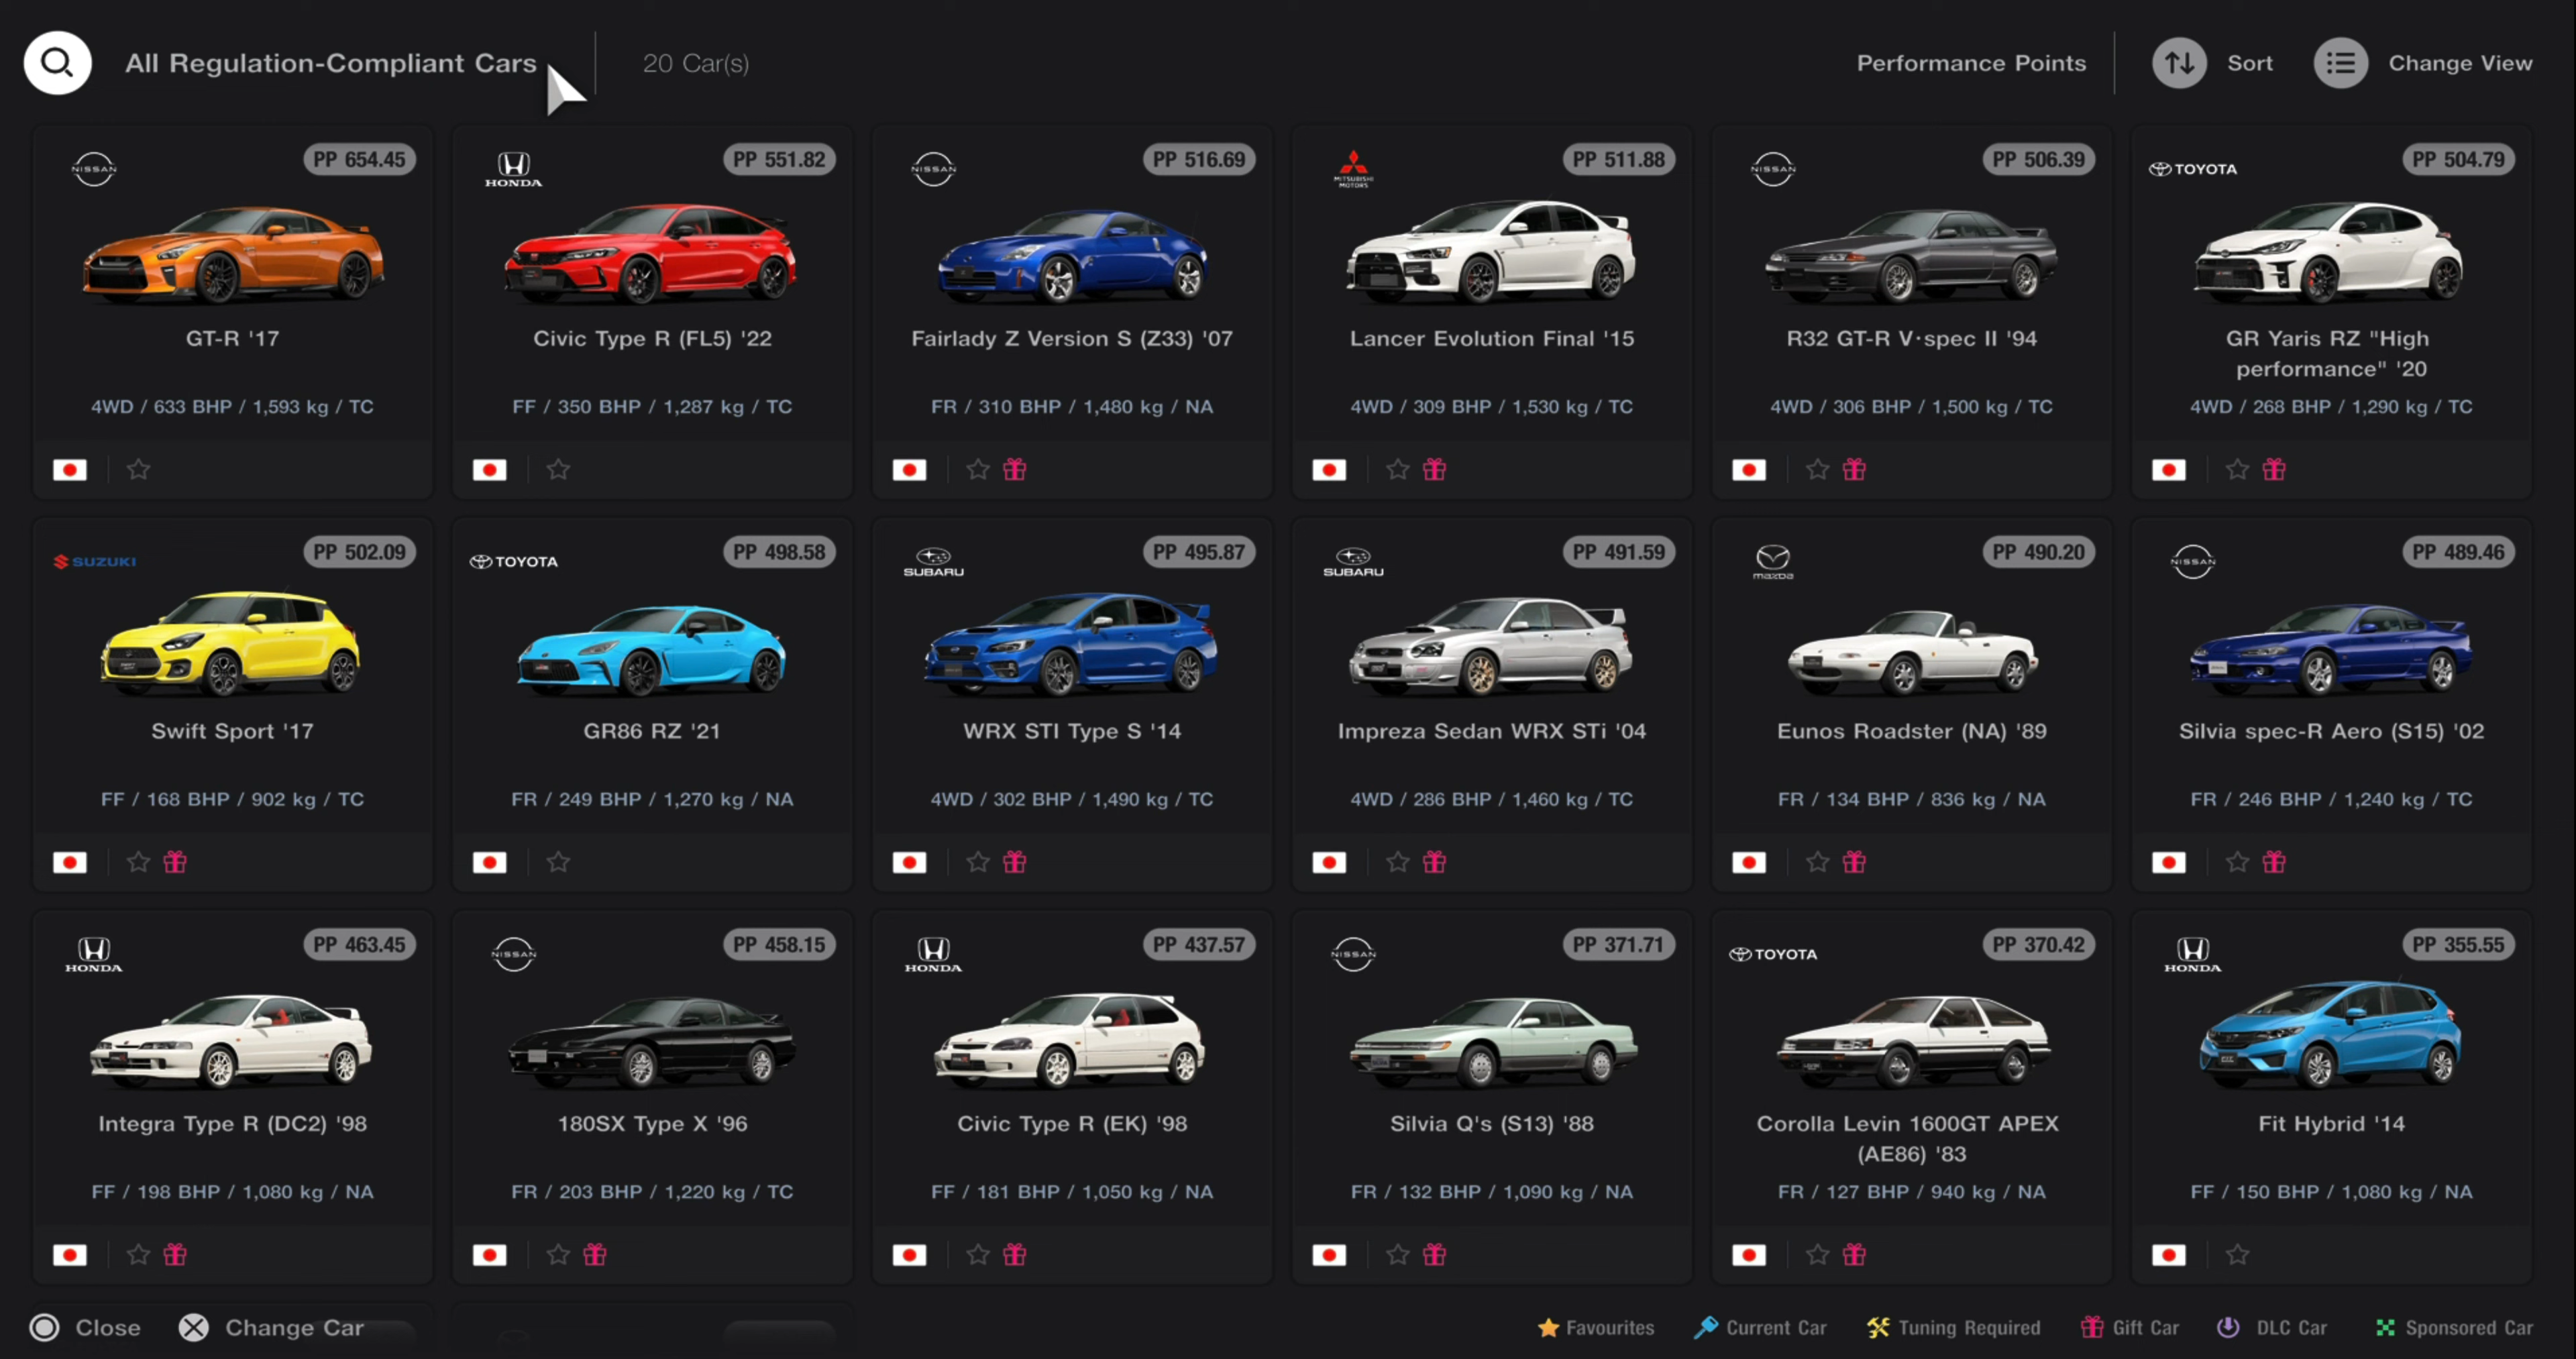 All Regulation-Compliant Cars
20 Car(s)
Performance Points
Sort
Change View
NISSAN
PP 654.45
GT-R '17
4WD / 633 BHP / 1,593 kg / TC
HONDA
PP 551.82
Civic Type R (FL5) '22
FF / 350 BHP / 1,287 kg / TC
NISSAN
PP 516.69
Fairlady Z Version S (Z33) '07
FR / 310 BHP / 1,480 kg / NA
MITSUBISHI
MOTORS
PP 511.88
Lancer Evolution Final '15
4WD / 309 BHP / 1,530 kg / TC
NISSAN
PP 506.39
R32 GT-R V·spec II '94
4WD / 306 BHP / 1,500 kg / TC
TOYOTA
PP 504.79
GR Yaris RZ "High
performance" '20
4WD / 268 BHP / 1,290 kg / TC
SUZUKI
PP 502.09
Swift Sport '17
FF / 168 BHP / 902 kg / TC
TOYOTA
PP 498.58
GR86 RZ '21
FR / 249 BHP / 1,270 kg / NA
SUBARU
PP 495.87
WRX STI Type S '14
4WD / 302 BHP / 1,490 kg / TC
SUBARU
PP 491.59
Impreza Sedan WRX STi '04
4WD / 286 BHP / 1,460 kg / TC
mazda
PP 490.20
Eunos Roadster (NA) '89
FR / 134 BHP / 836 kg / NA
NISSAN
PP 489.46
Silvia spec-R Aero (S15) '02
FR / 246 BHP / 1,240 kg / TC
HONDA
PP 463.45
Integra Type R (DC2) '98
FF / 198 BHP / 1,080 kg / NA
NISSAN
PP 458.15
180SX Type X '96
FR / 203 BHP / 1,220 kg / TC
HONDA
PP 437.57
Civic Type R (EK) '98
FF / 181 BHP / 1,050 kg / NA
NISSAN
PP 371.71
Silvia Q's (S13) '88
FR / 132 BHP / 1,090 kg / NA
TOYOTA
PP 370.42
Corolla Levin 1600GT APEX
(AE86) '83
FR / 127 BHP / 940 kg / NA
HONDA
PP 355.55
Fit Hybrid '14
FF / 150 BHP / 1,080 kg / NA
Close
Change Car
Favourites
Current Car
Tuning Required
Gift Car
DLC Car
Sponsored Car